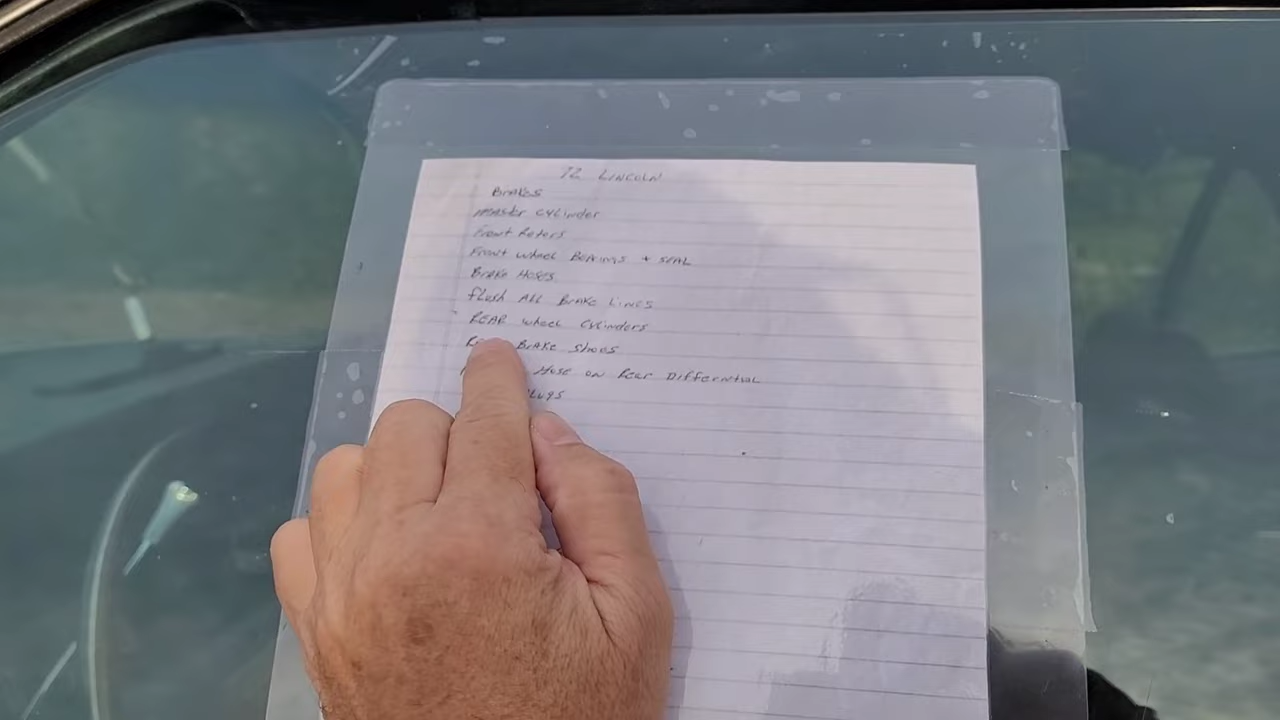 72 LINCOLN
Brakes
Master Cylinder
Front Roters
Front wheel Bearings + SEAL
Brake Hoses
flush ALL BRAKE LINES
REAR wheel Cylinders
BRAKE Shoes
Hose on Rear Differential